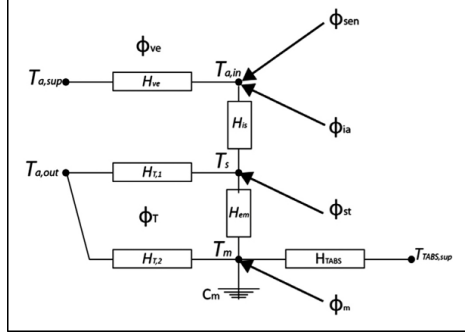 ϕsen
ϕve
Ta,sup
Hve
Ta,in
ϕia
His
Ta,out
HT,1
Ts
ϕst
ϕT
Hem
HT,2
Tm
HTABS
TTABS,sup
Cm
ϕm